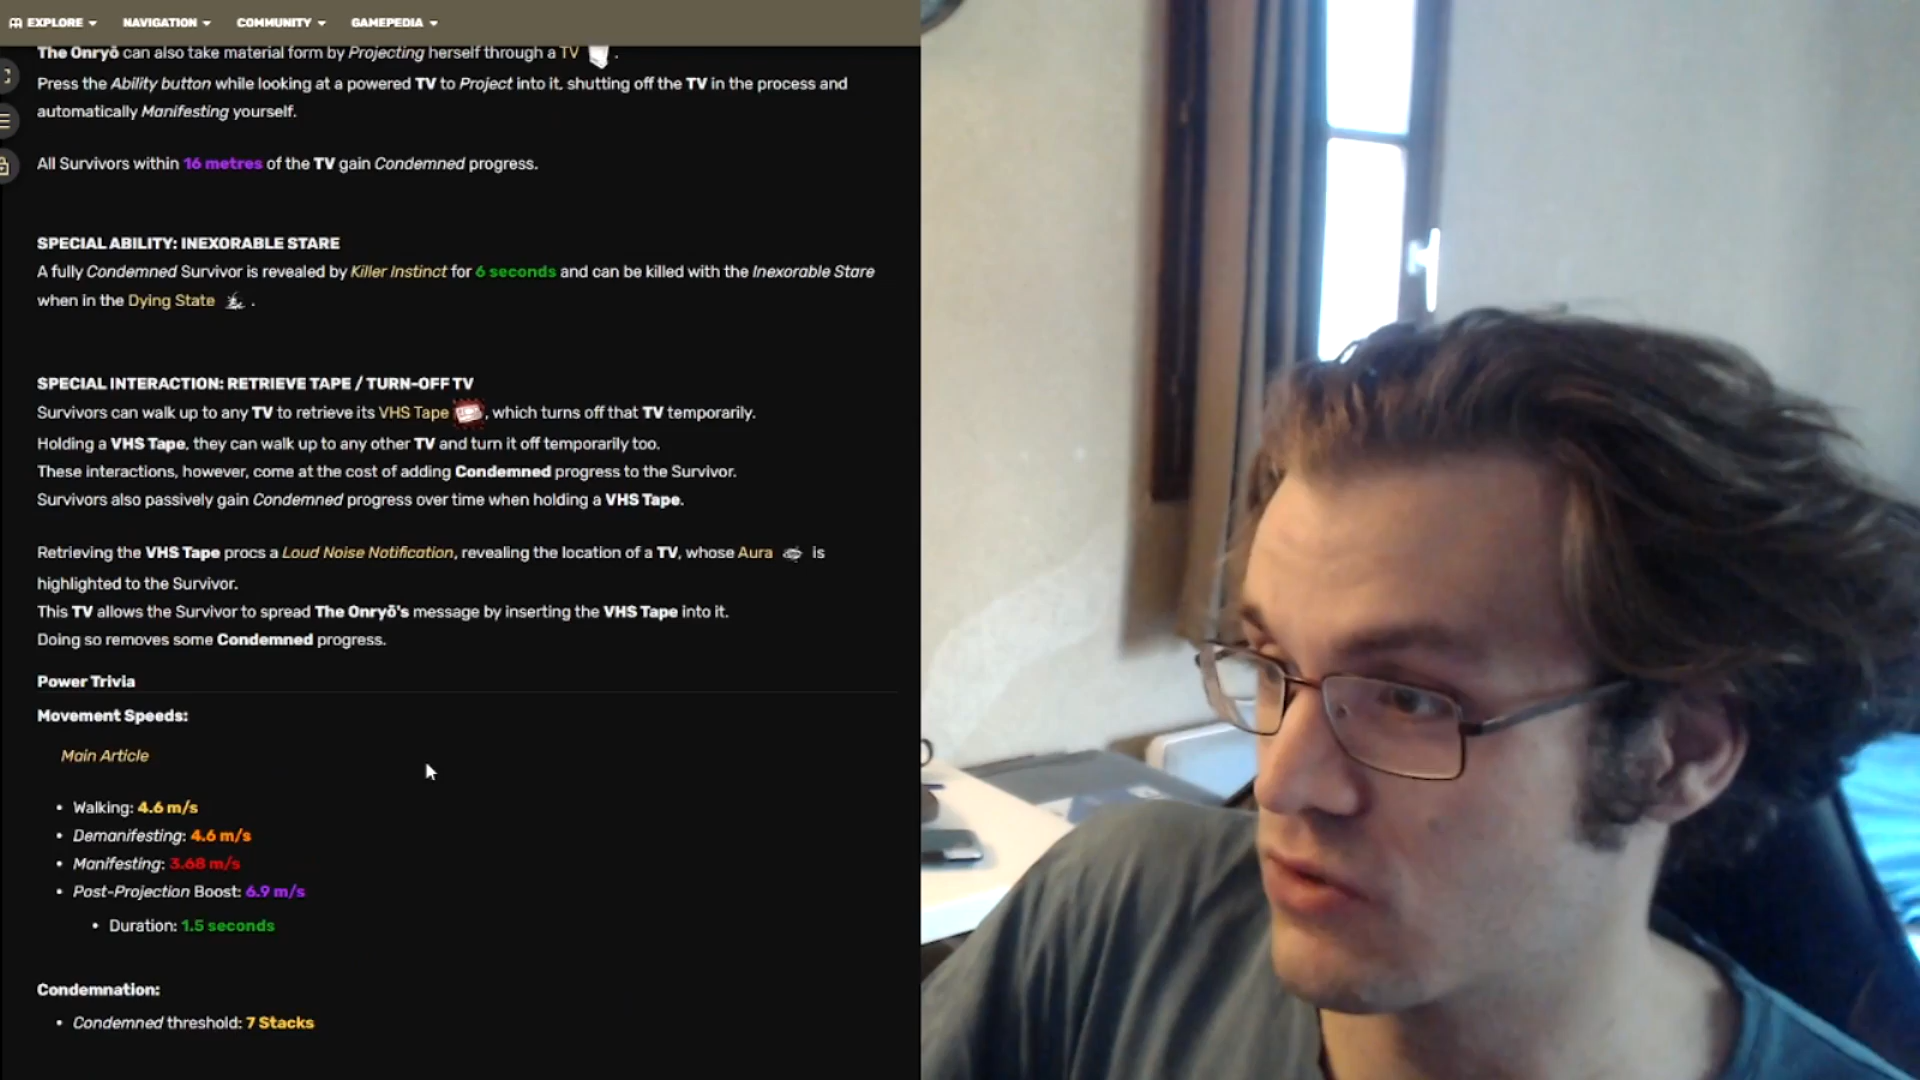 EXPLORE NAVIGATION COMMUNITY GAMEPEDIA
The Onryō can also take material form by Projecting herself through a TV .
Press the Ability button while looking at a powered TV to Project into it, shutting off the TV in the process and
automatically Manifesting yourself.
All Survivors within 16 metres of the TV gain Condemned progress.
SPECIAL ABILITY: INEXORABLE STARE
A fully Condemned Survivor is revealed by Killer Instinct for 6 seconds and can be killed with the Inexorable Stare
when in the Dying State .
SPECIAL INTERACTION: RETRIEVE TAPE / TURN-OFF TV
Survivors can walk up to any TV to retrieve its VHS Tape , which turns off that TV temporarily.
Holding a VHS Tape, they can walk up to any other TV and turn it off temporarily too.
These interactions, however, come at the cost of adding Condemned progress to the Survivor.
Survivors also passively gain Condemned progress over time when holding a VHS Tape.
Retrieving the VHS Tape procs a Loud Noise Notification, revealing the location of a TV, whose Aura is
highlighted to the Survivor.
This TV allows the Survivor to spread The Onryō's message by inserting the VHS Tape into it.
Doing so removes some Condemned progress.
Power Trivia
Movement Speeds:
Main Article
• Walking: 4.6 m/s
• Demanifesting: 4.6 m/s
• Manifesting: 3.68 m/s
• Post-Projection Boost: 6.9 m/s
• Duration: 1.5 seconds
Condemnation:
• Condemned threshold: 7 Stacks